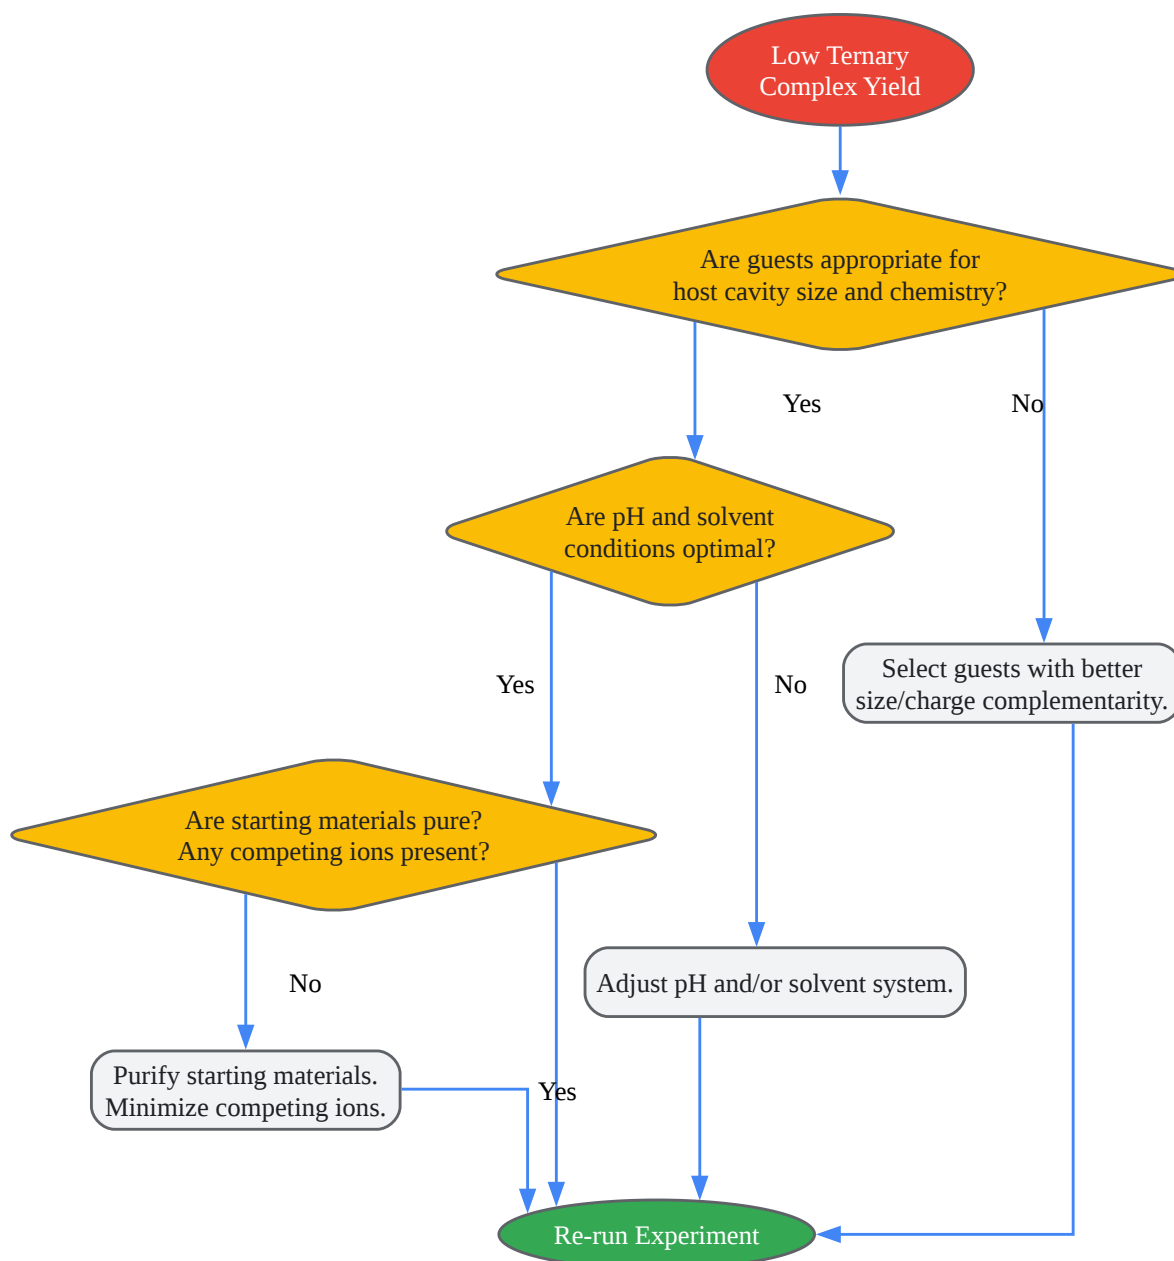 Low Ternary
Complex Yield
Are guests appropriate for
host cavity size and chemistry?
Yes
No
Are pH and solvent
conditions optimal?
Yes
No
Select guests with better
size/charge complementarity.
Are starting materials pure?
Any competing ions present?
No
Adjust pH and/or solvent system.
Purify starting materials.
Minimize competing ions.
Yes
Re-run Experiment